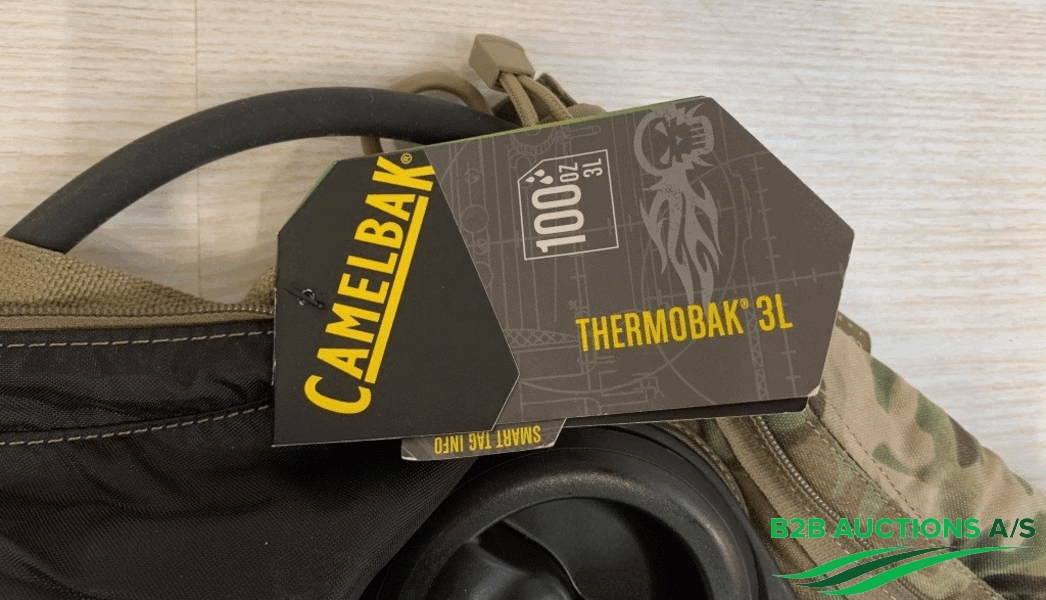 CAMELBAK®
100 OZ
3L
THERMOBAK® 3L
SMART TAG INFO
B2B AUCTIONS A/S